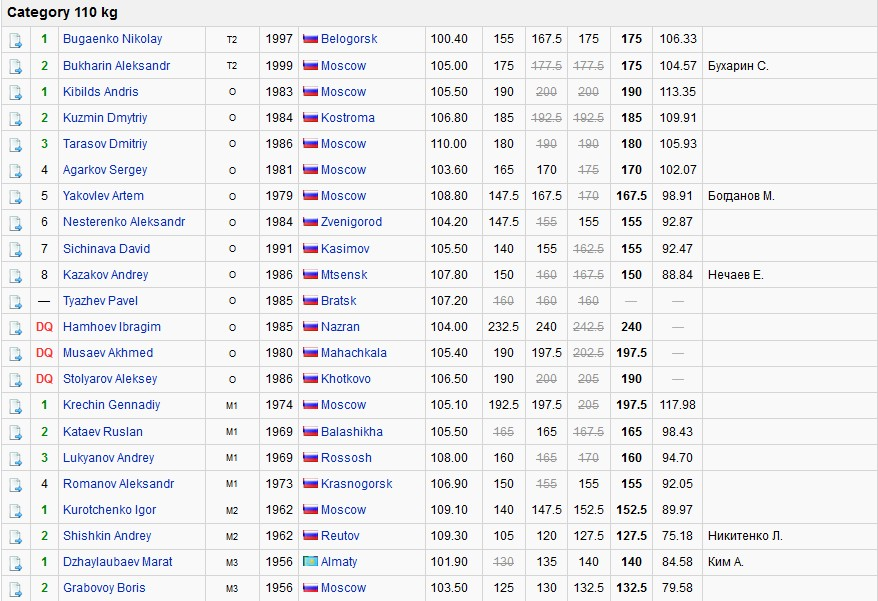 Category 110 kg
1 Bugaenko Nikolay T2 1997 Belogorsk 100.40 155 167.5 175 175 106.33
2 Bukharin Aleksandr T2 1999 Moscow 105.00 175 177.5 177.5 175 104.57 Бухарин С.
1 Kibilds Andris O 1983 Moscow 105.50 190 200 200 190 113.35
2 Kuzmin Dmytriy O 1984 Kostroma 106.80 185 192.5 192.5 185 109.91
3 Tarasov Dmitriy O 1986 Moscow 110.00 180 190 190 180 105.93
4 Agarkov Sergey O 1981 Moscow 103.60 165 170 175 170 102.07
5 Yakovlev Artem O 1979 Moscow 108.80 147.5 167.5 170 167.5 98.91 Богданов М.
6 Nesterenko Aleksandr O 1984 Zvenigorod 104.20 147.5 155 155 155 92.87
7 Sichinava David O 1991 Kasimov 105.50 140 155 162.5 155 92.47
8 Kazakov Andrey O 1986 Mtsensk 107.80 150 160 167.5 150 88.84 Нечаев Е.
— Tyazhev Pavel O 1985 Bratsk 107.20 160 160 160 — —
DQ Hamhoev Ibragim O 1985 Nazran 104.00 232.5 240 242.5 240 —
DQ Musaev Akhmed O 1980 Mahachkala 105.40 190 197.5 202.5 197.5 —
DQ Stolyarov Aleksey O 1986 Khotkovo 106.50 190 200 205 190 —
1 Krechin Gennadiy M1 1974 Moscow 105.10 192.5 197.5 205 197.5 117.98
2 Kataev Ruslan M1 1969 Balashikha 105.50 165 165 167.5 165 98.43
3 Lukyanov Andrey M1 1969 Rossosh 108.00 160 165 170 160 94.70
4 Romanov Aleksandr M1 1973 Krasnogorsk 106.90 150 155 155 155 92.05
1 Kurotchenko Igor M2 1962 Moscow 109.10 140 147.5 152.5 152.5 89.97
2 Shishkin Andrey M2 1962 Reutov 109.30 105 120 127.5 127.5 75.18 Никитенко Л.
1 Dzhaylaubaev Marat M3 1956 Almaty 101.90 130 135 140 140 84.58 Ким А.
2 Grabovoy Boris M3 1956 Moscow 103.50 125 130 132.5 132.5 79.58